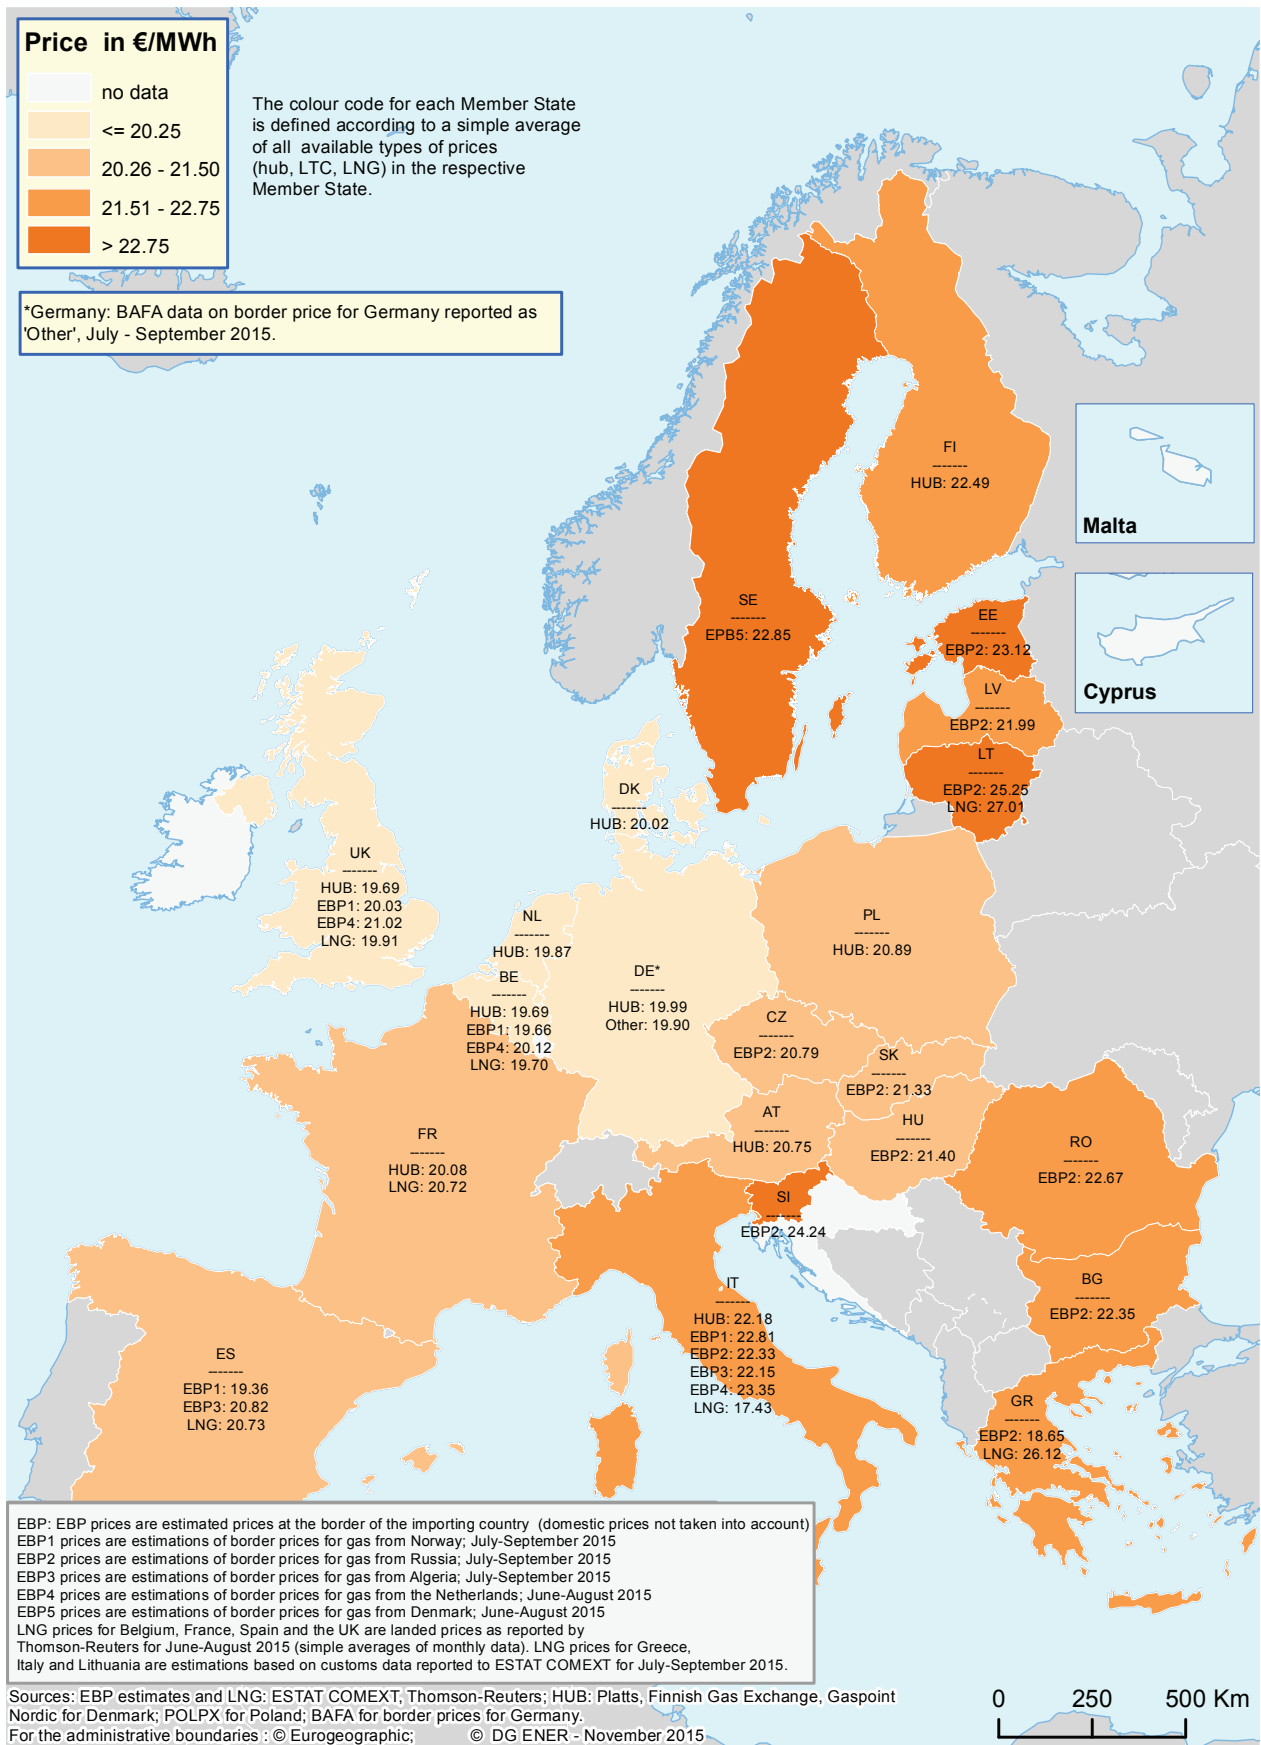 Price in €/MWh
no data
<= 20.25
20.26 - 21.50
21.51 - 22.75
> 22.75
The colour code for each Member State
is defined according to a simple average
of all available types of prices
(hub, LTC, LNG) in the respective
Member State.
*Germany: BAFA data on border price for Germany reported as
'Other', July - September 2015.
FI
-------
HUB: 22.49
Malta
Cyprus
SE
-------
EPB5: 22.85
EE
-------
EBP2: 23.12
LV
-------
EBP2: 21.99
LT
-------
EBP2: 25.25
LNG: 27.01
DK
-------
HUB: 20.02
UK
-------
HUB: 19.69
EBP1: 20.03
EBP4: 21.02
LNG: 19.91
NL
-------
HUB: 19.87
BE
-------
HUB: 19.69
EBP1: 19.66
EBP4: 20.12
LNG: 19.70
DE*
-------
HUB: 19.99
Other: 19.90
PL
-------
HUB: 20.89
CZ
-------
EBP2: 20.79
SK
-------
EBP2: 21.33
AT
-------
HUB: 20.75
HU
-------
EBP2: 21.40
FR
-------
HUB: 20.08
LNG: 20.72
RO
-------
EBP2: 22.67
SI
-------
EBP2: 24.24
BG
-------
EBP2: 22.35
IT
-------
HUB: 22.18
EBP1: 22.81
EBP2: 22.33
EBP3: 22.15
EBP4: 23.35
LNG: 17.43
ES
-------
EBP1: 19.36
EBP3: 20.82
LNG: 20.73
GR
-------
EBP2: 18.65
LNG: 26.12
EBP: EBP prices are estimated prices at the border of the importing country (domestic prices not taken into account)
EBP1 prices are estimations of border prices for gas from Norway; July-September 2015
EBP2 prices are estimations of border prices for gas from Russia; July-September 2015
EBP3 prices are estimations of border prices for gas from Algeria; July-September 2015
EBP4 prices are estimations of border prices for gas from the Netherlands; June-August 2015
EBP5 prices are estimations of border prices for gas from Denmark; June-August 2015
LNG prices for Belgium, France, Spain and the UK are landed prices as reported by
Thomson-Reuters for June-August 2015 (simple averages of monthly data). LNG prices for Greece,
Italy and Lithuania are estimations based on customs data reported to ESTAT COMEXT for July-September 2015.
Sources: EBP estimates and LNG: ESTAT COMEXT, Thomson-Reuters; HUB: Platts, Finnish Gas Exchange, Gaspoint
Nordic for Denmark; POLPX for Poland; BAFA for border prices for Germany.
For the administrative boundaries : © Eurogeographic; © DG ENER - November 2015
0 250 500 Km